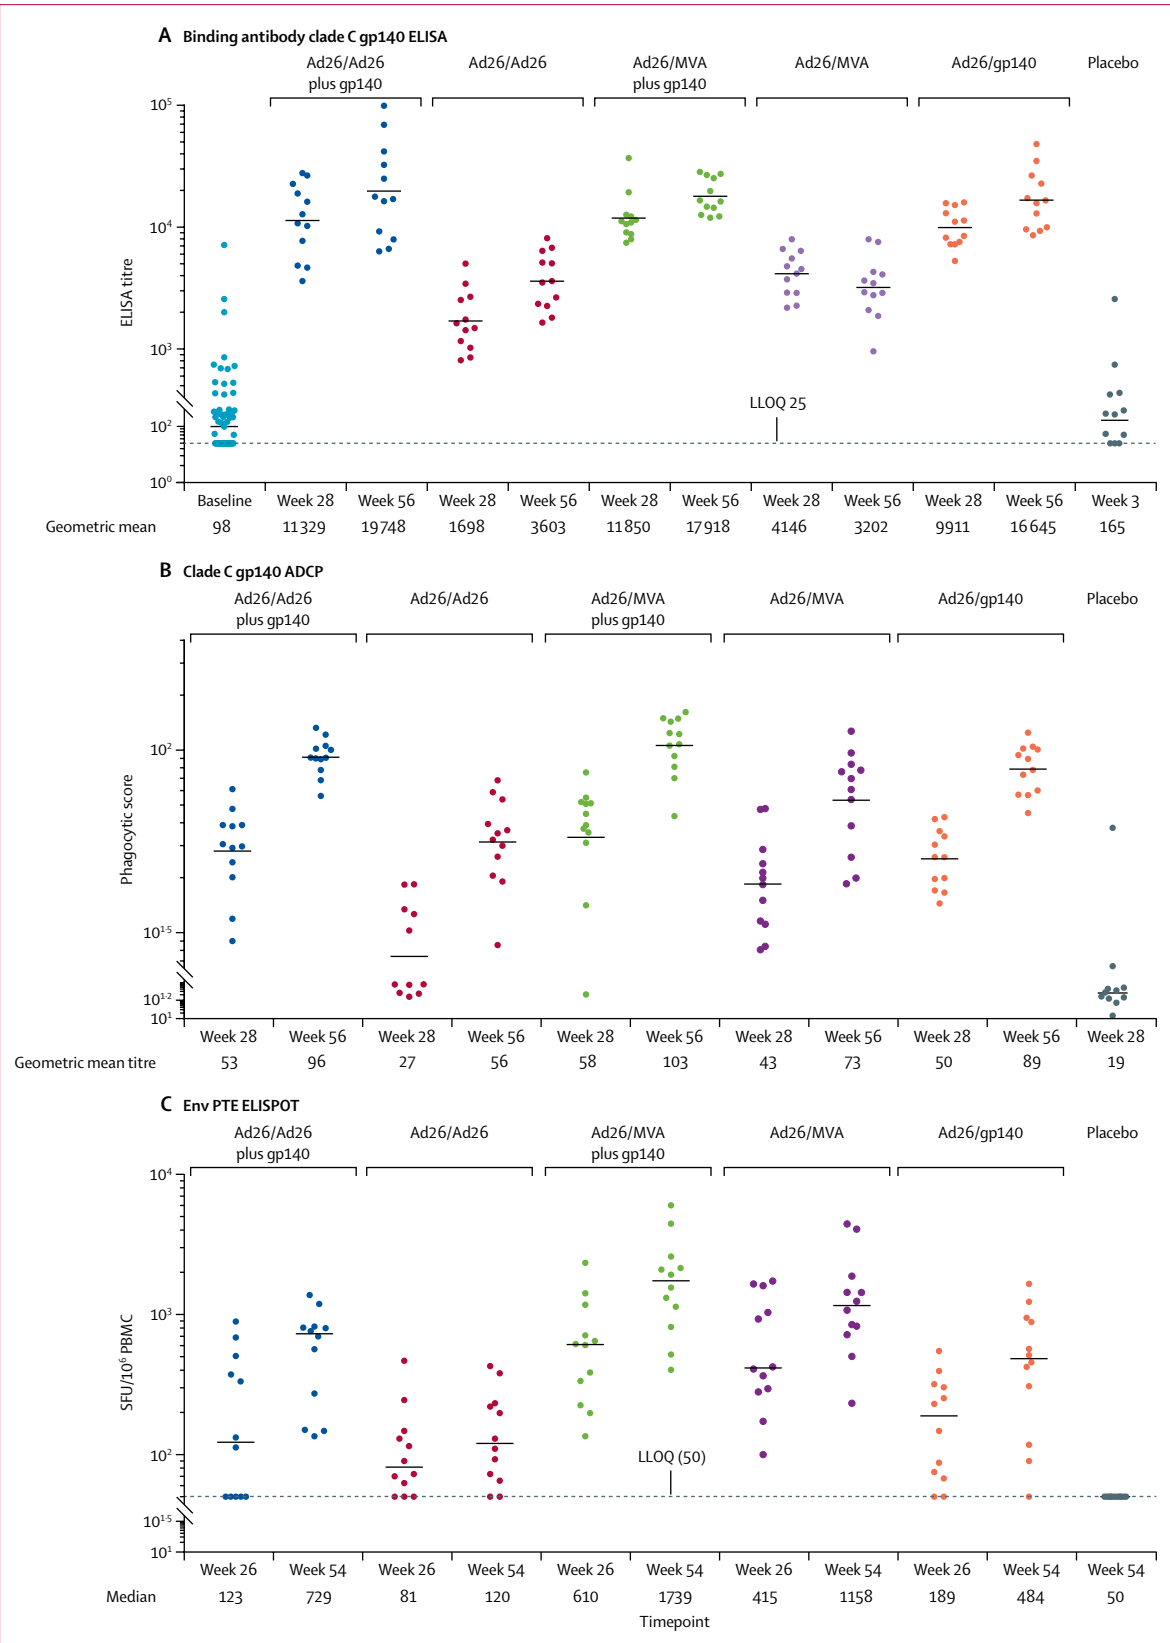 A Binding antibody clade C gp140 ELISA
Ad26/Ad26 plus gp140
Ad26/Ad26
Ad26/MVA plus gp140
Ad26/MVA
Ad26/gp140
Placebo
ELISA titre
10⁵
10⁴
10³
10²
10⁰
LLOQ 25
Baseline Week 28 Week 56 Week 28 Week 56 Week 28 Week 56 Week 28 Week 56 Week 28 Week 56 Week 3
Geometric mean 98 11329 19748 1698 3603 11850 17918 4146 3202 9911 16645 165
B Clade C gp140 ADCP
Ad26/Ad26 plus gp140
Ad26/Ad26
Ad26/MVA plus gp140
Ad26/MVA
Ad26/gp140
Placebo
Phagocytic score
10²
10¹·⁵
10¹·²
10¹
Week 28 Week 56 Week 28 Week 56 Week 28 Week 56 Week 28 Week 56 Week 28 Week 56 Week 28
Geometric mean titre 53 96 27 56 58 103 43 73 50 89 19
C Env PTE ELISPOT
Ad26/Ad26 plus gp140
Ad26/Ad26
Ad26/MVA plus gp140
Ad26/MVA
Ad26/gp140
Placebo
SFU/10⁶ PBMC
10⁴
10³
10²
10¹·⁵
10¹
LLOQ (50)
Week 26 Week 54 Week 26 Week 54 Week 26 Week 54 Week 26 Week 54 Week 26 Week 54 Week 54
Median 123 729 81 120 610 1739 415 1158 189 484 50
Timepoint